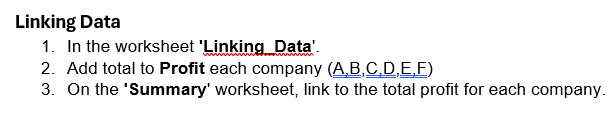 Linking Data
1. In the worksheet 'Linking_Data'.
2. Add total to Profit each company (A,B,C,D,E,F)
3. On the 'Summary' worksheet, link to the total profit for each company.